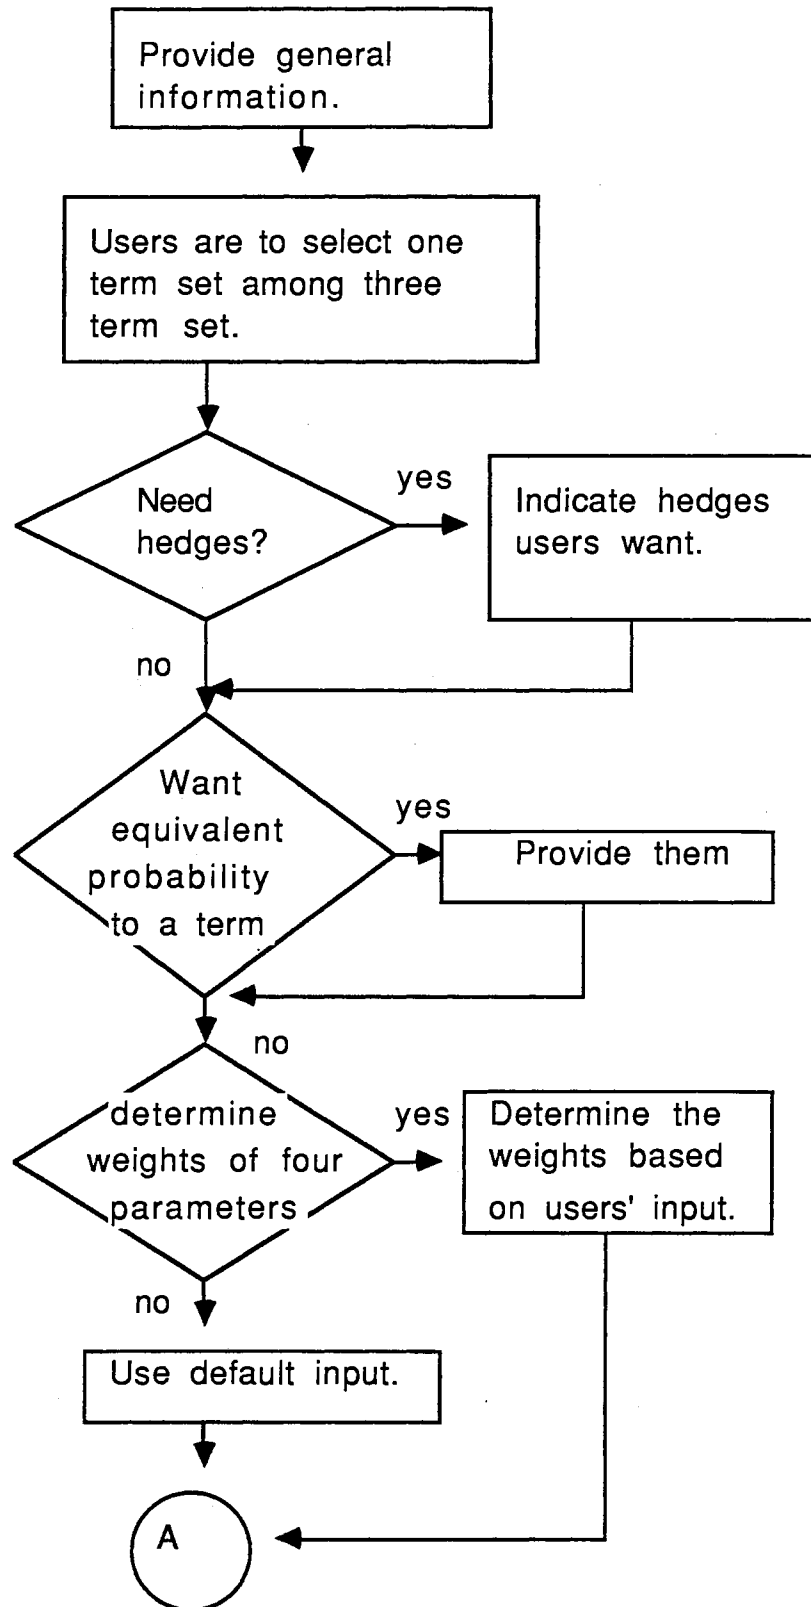 Provide general
information.
Users are to select one
term set among three
term set.
Need
hedges?
yes
Indicate hedges
users want.
no
Want
equivalent
probability
to a term
yes
Provide them
no
determine
weights of four
parameters
yes
Determine the
weights based
on users' input.
no
Use default input.
A